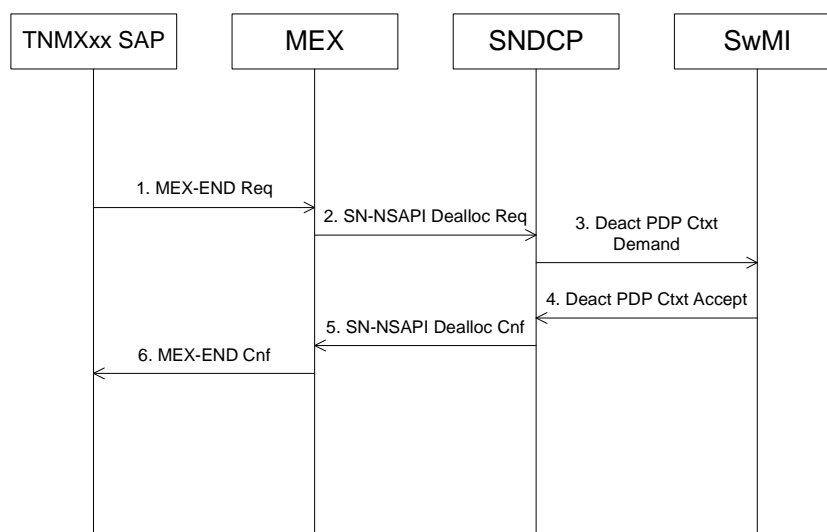 TNMXxx SAP
MEX
SNDCP
SwMI
1. MEX-END Req
2. SN-NSAPI Dealloc Req
3. Deact PDP Ctxt
Demand
4. Deact PDP Ctxt Accept
5. SN-NSAPI Dealloc Cnf
6. MEX-END Cnf